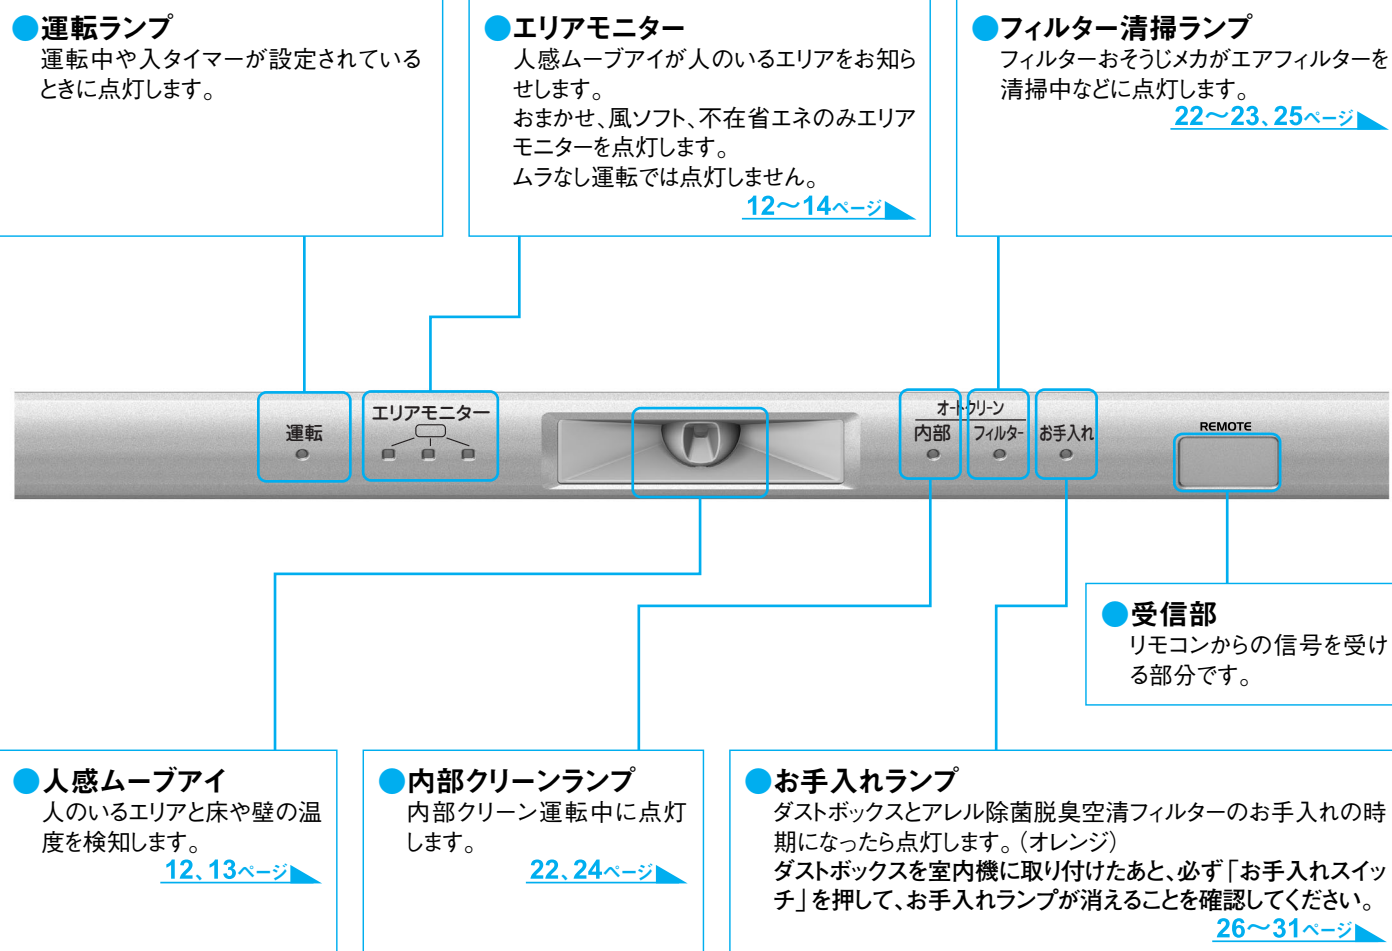 ●運転ランプ
運転中や入タイマーが設定されている
ときに点灯します。
●エリアモニター
人感ムーブアイが人のいるエリアをお知ら
せします。
おまかせ、風ソフト、不在省エネのみエリア
モニターを点灯します。
ムラなし運転では点灯しません。
12〜14ページ
●フィルター清掃ランプ
フィルターおそうじメカがエアフィルターを
清掃中などに点灯します。
22〜23、25ページ
運転
エリアモニター
オートクリーン
内部
フィルター
お手入れ
REMOTE
●受信部
リモコンからの信号を受け
る部分です。
●人感ムーブアイ
人のいるエリアと床や壁の温
度を検知します。
12、13ページ
●内部クリーンランプ
内部クリーン運転中に点灯
します。
22、24ページ
●お手入れランプ
ダストボックスとアレル除菌脱臭空清フィルターのお手入れの時
期になったら点灯します。（オレンジ）
ダストボックスを室内機に取り付けたあと、必ず「お手入れスイッ
チ」を押して、お手入れランプが消えることを確認してください。
26〜31ページ